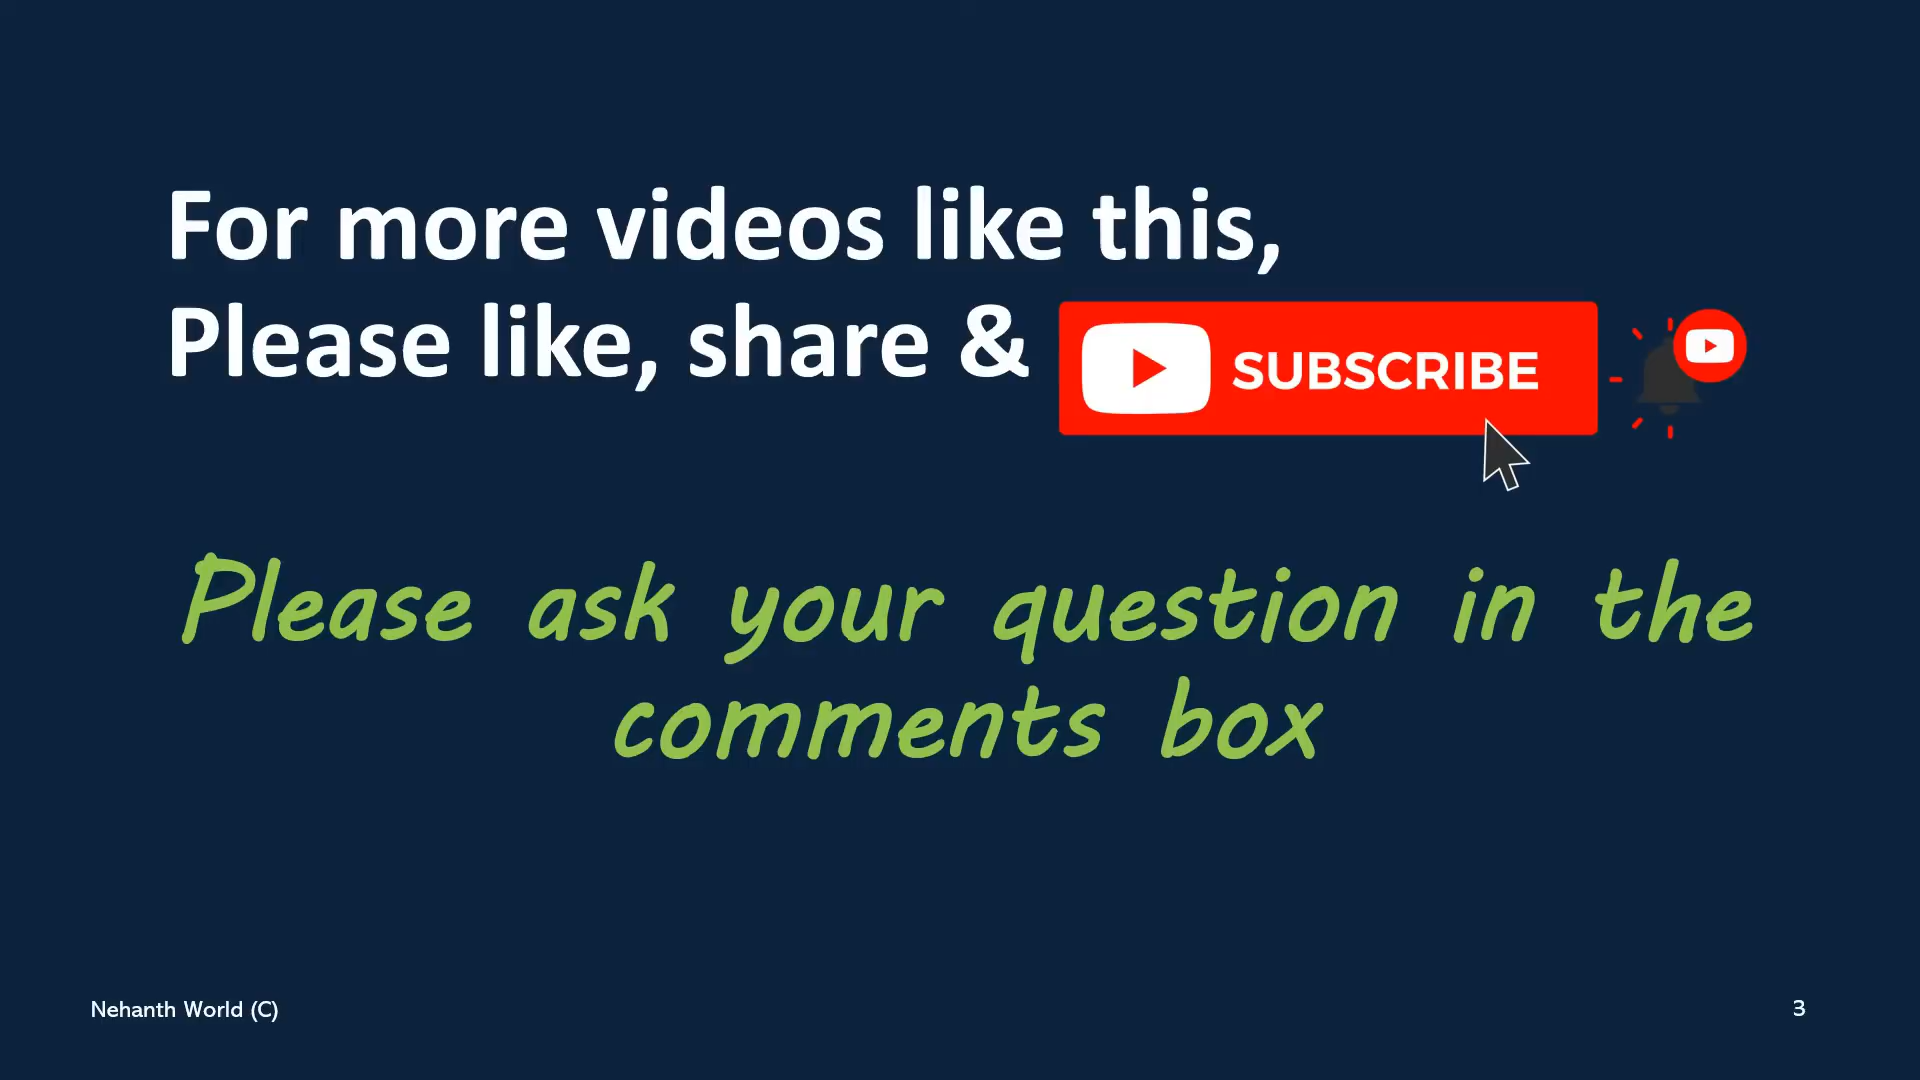 For more videos like this,
Please like, share & SUBSCRIBE
Please ask your question in the
comments box
Nehanth World (C)
3